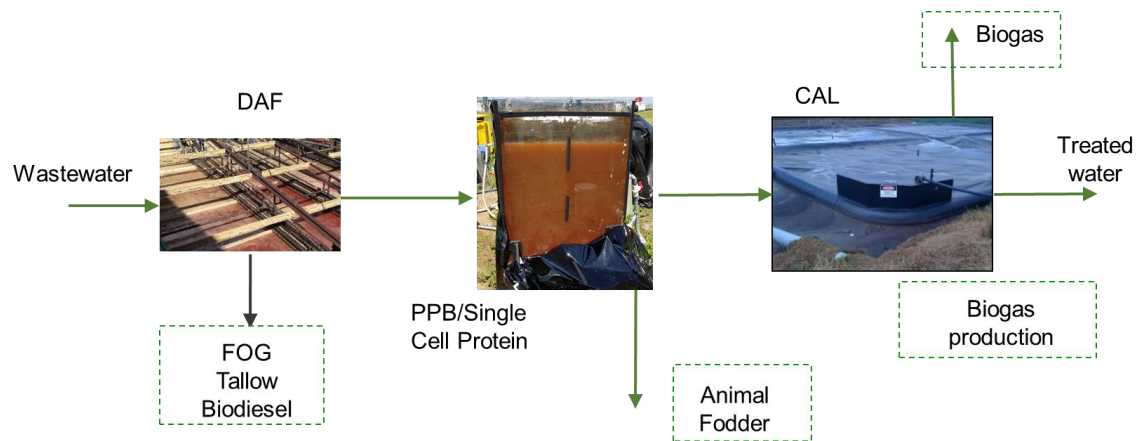 Biogas
DAF
CAL
Wastewater
Treated
water
PPB/Single
Cell Protein
Biogas
production
FOG
Tallow
Biodiesel
Animal
Fodder